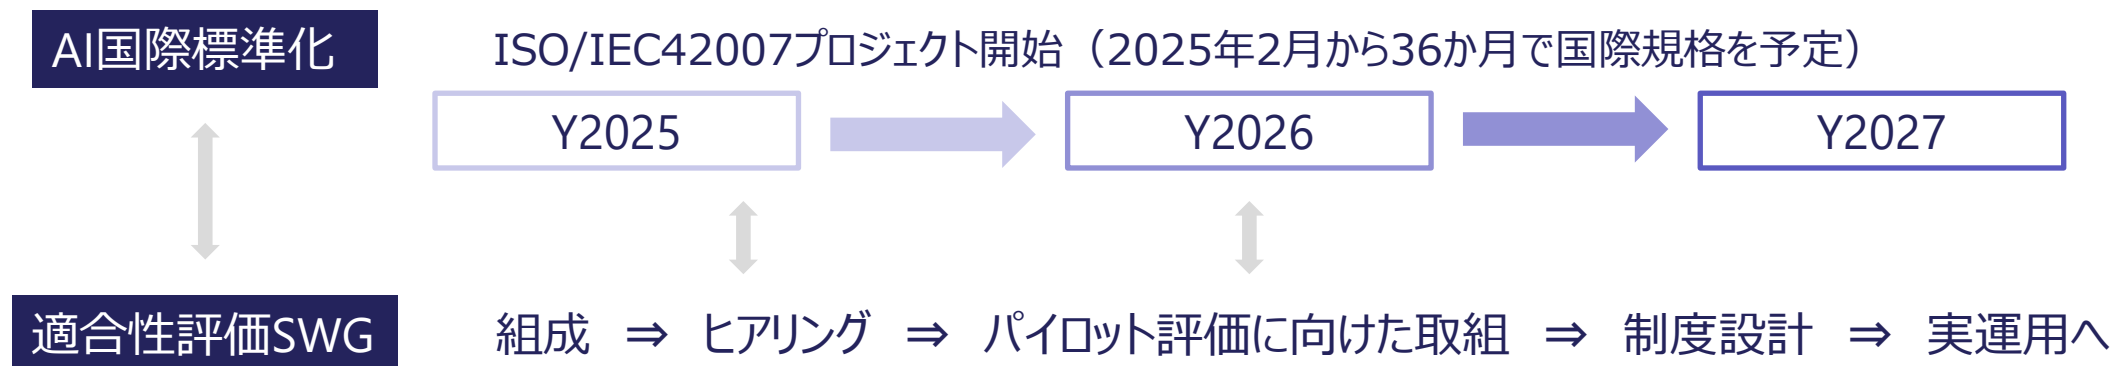 AI国際標準化
ISO/IEC42007プロジェクト開始（2025年2月から36か月で国際規格を予定）
Y2025
Y2026
Y2027
適合性評価SWG
組成 ⇒ ヒアリング ⇒ パイロット評価に向けた取組 ⇒ 制度設計 ⇒ 実運用へ